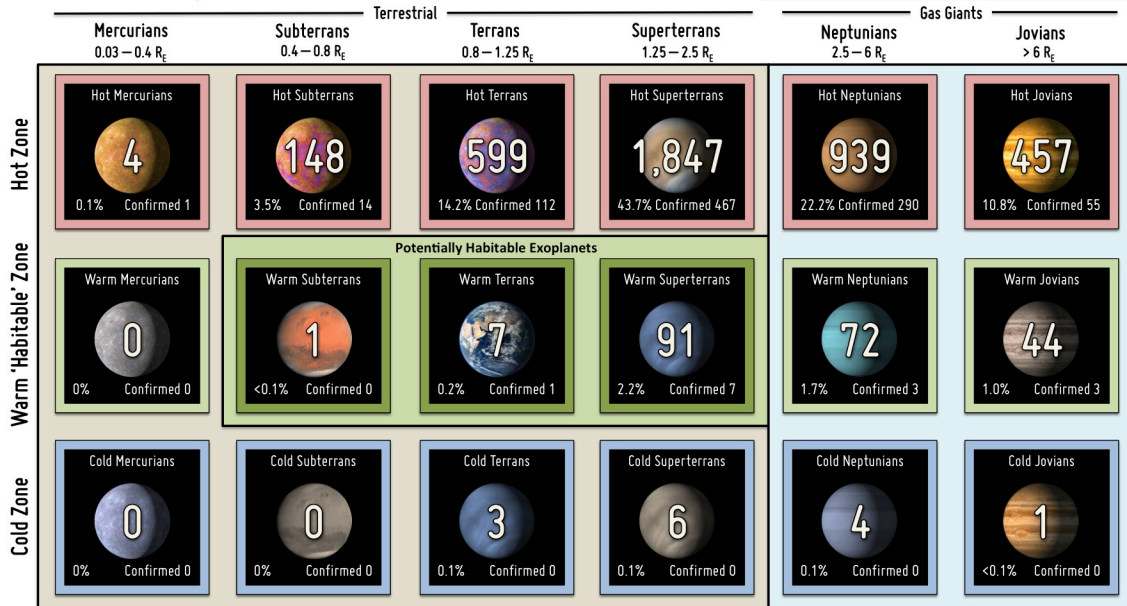 Terrestrial
Gas Giants
Mercurians
0.03 – 0.4 RE
Subterrans
0.4 – 0.8 RE
Terrans
0.8 – 1.25 RE
Superterrans
1.25 – 2.5 RE
Neptunians
2.5 – 6 RE
Jovians
> 6 RE
Hot Zone
Hot Mercurians
4
0.1% Confirmed 1
Hot Subterrans
148
3.5% Confirmed 14
Hot Terrans
599
14.2% Confirmed 112
Hot Superterrans
1,847
43.7% Confirmed 467
Hot Neptunians
939
22.2% Confirmed 290
Hot Jovians
457
10.8% Confirmed 55
Warm ‘Habitable’ Zone
Potentially Habitable Exoplanets
Warm Mercurians
0
0% Confirmed 0
Warm Subterrans
1
<0.1% Confirmed 0
Warm Terrans
7
0.2% Confirmed 1
Warm Superterrans
91
2.2% Confirmed 7
Warm Neptunians
72
1.7% Confirmed 3
Warm Jovians
44
1.0% Confirmed 3
Cold Zone
Cold Mercurians
0
0% Confirmed 0
Cold Subterrans
0
0% Confirmed 0
Cold Terrans
3
0.1% Confirmed 0
Cold Superterrans
6
0.1% Confirmed 0
Cold Neptunians
4
0.1% Confirmed 0
Cold Jovians
1
<0.1% Confirmed 0